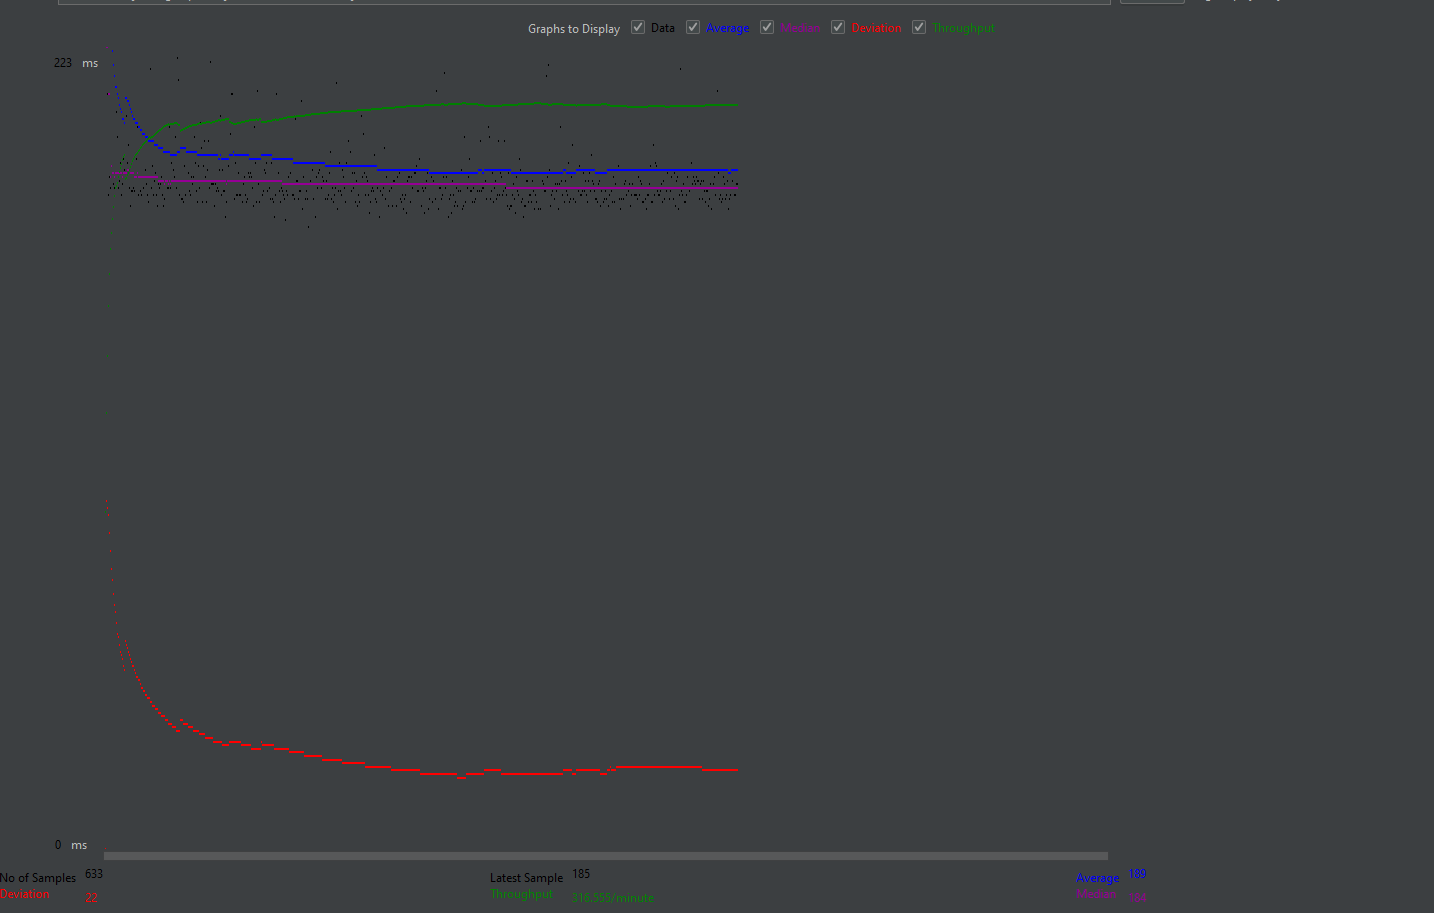 Graphs to Display Data Average Median Deviation Throughput
223 ms
0 ms
No of Samples 633 Latest Sample 185 Average 189
Deviation 22 Throughput 316.555/minute Median